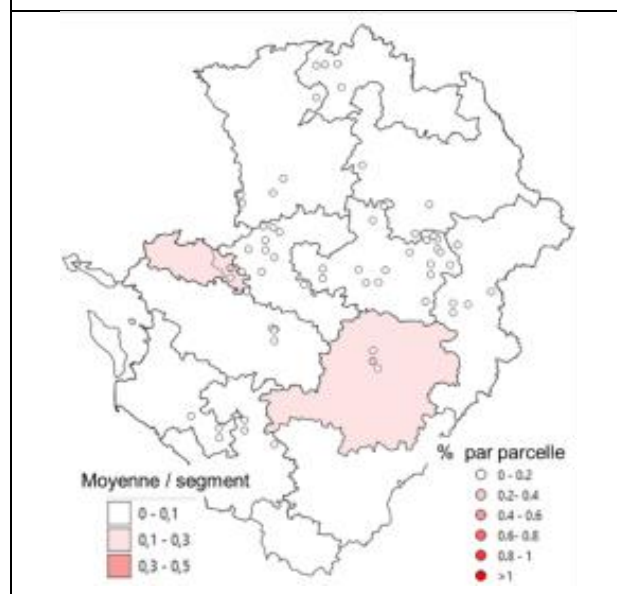 Moyenne / segment
0 - 0,1
0,1 - 0,3
0,3 - 0,5
% par parcelle
0 - 0.2
0.2- 0.4
0.4 - 0.6
0.6- 0.8
0.8 - 1
>1